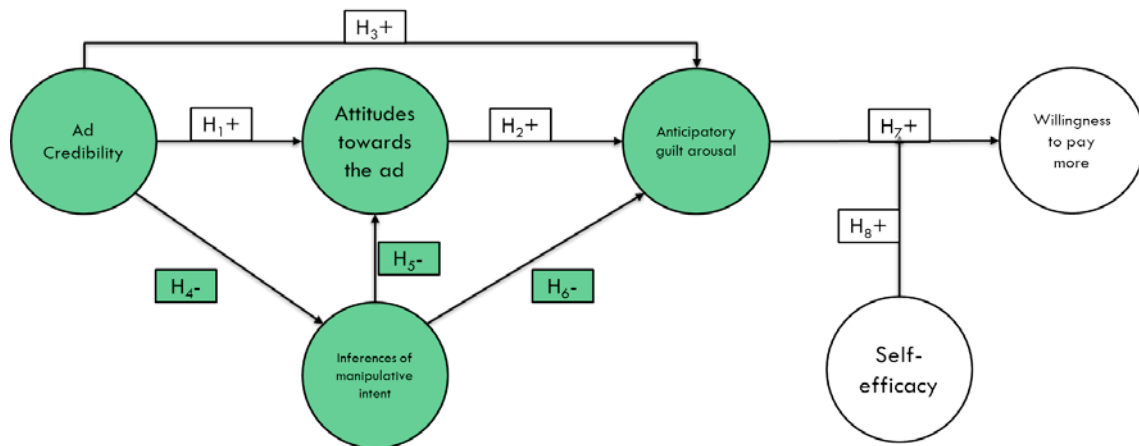 H₃+
Ad
Credibility
H₁+
Attitudes
towards
the ad
H₂+
Anticipatory
guilt arousal
H₇+
Willingness
to pay
more
H₄-
H₅-
H₆-
H₈+
Inferences of
manipulative
intent
Self-
efficacy